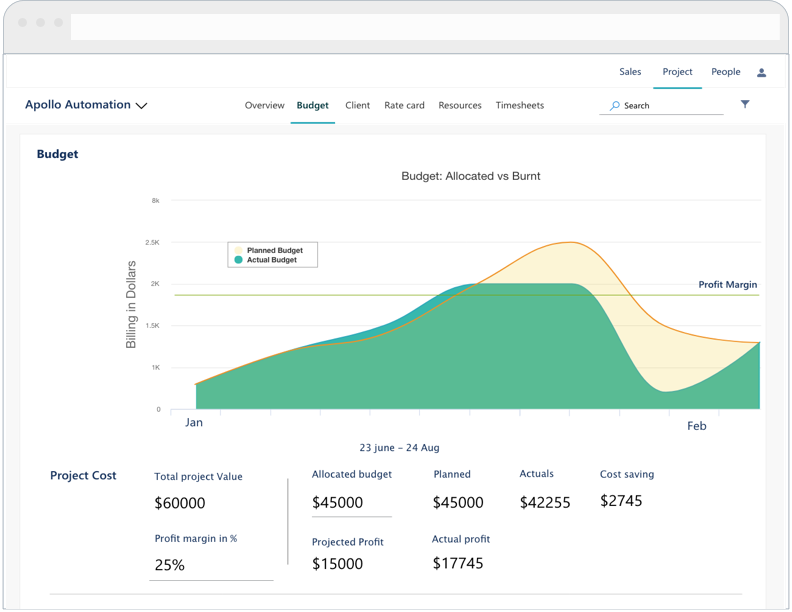 Sales Project People
Apollo Automation
Overview Budget Client Rate card Resources Timesheets
Search
Budget
Budget: Allocated vs Burnt
8k
2.5K
2K
1.5K
1K
0
Billing in Dollars
Planned Budget
Actual Budget
Profit Margin
Jan
Feb
23 june – 24 Aug
Project Cost
Total project Value
$60000
Profit margin in %
25%
Allocated budget
$45000
Planned
$45000
Actuals
$42255
Cost saving
$2745
Projected Profit
$15000
Actual profit
$17745